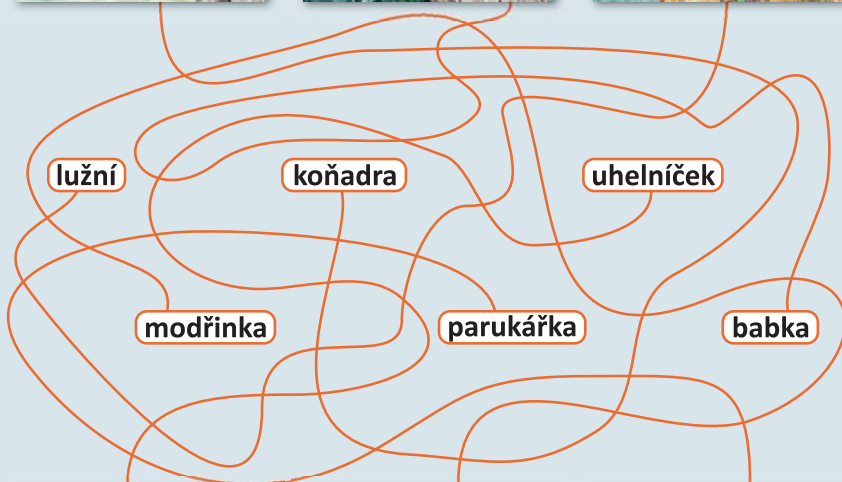 lužní
koňadra
uhelníček
modřinka
parukářka
babka